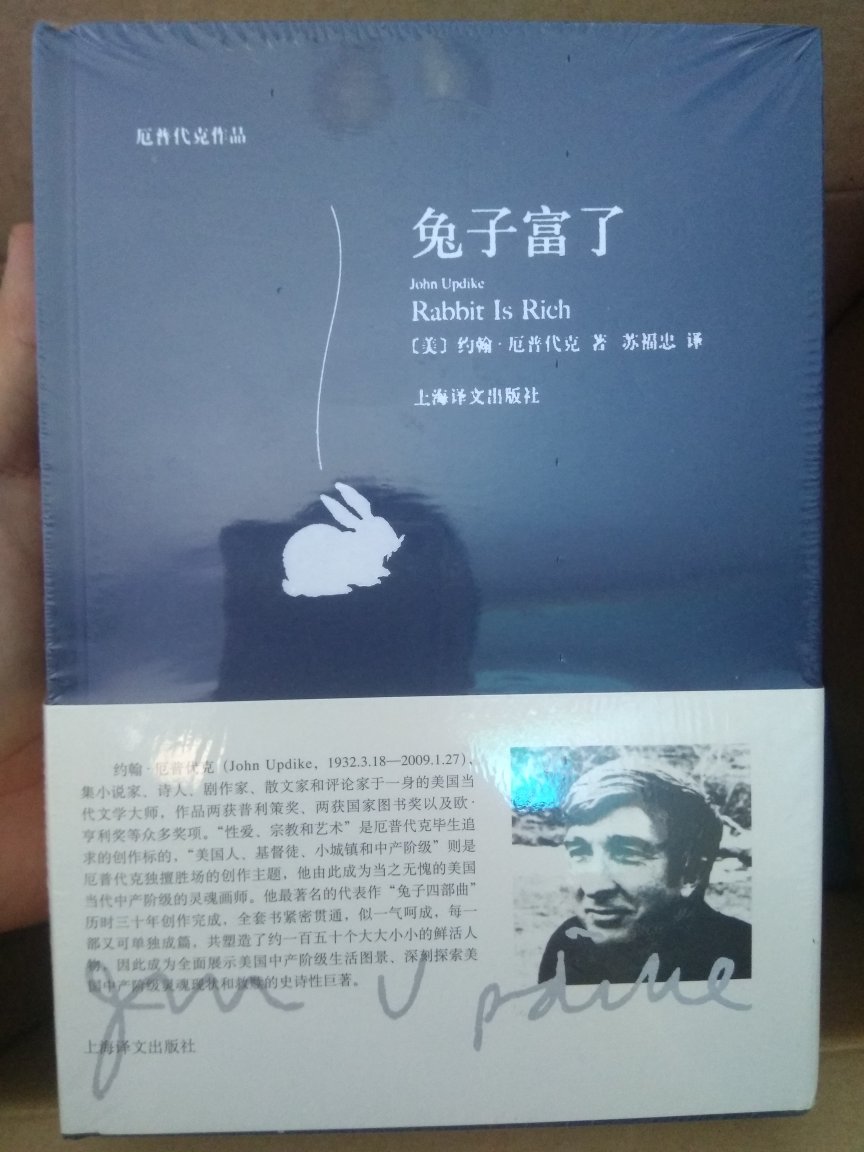 厄普代克作品
兔子富了
John Updike
Rabbit Is Rich
〔美〕约翰·厄普代克 著 苏福忠 译
上海译文出版社
约翰·厄普代克(John Updike, 1932.3.18—2009.1.27),
集小说家、诗人、剧作家、散文家和评论家于一身的美国当
代文学大师,作品两获普利策奖、两获国家图书奖以及欧·
亨利奖等众多奖项。“性爱、宗教和艺术”是厄普代克毕生追
求的创作标的,“美国人、基督徒、小城镇和中产阶级”则是
厄普代克独擅胜场的创作主题,他由此成为当之无愧的美国
当代中产阶级的灵魂画师。他最著名的代表作“兔子四部曲”
历时三十年创作完成,全套书紧密贯通,似一气呵成,每一
部又可单独成篇,共塑造了约一百五十个大大小小的鲜活人
物,因此成为全面展示美国中产阶级生活图景、深刻探索美
国中产阶级灵魂现状和救赎的史诗性巨著。
John Updike
上海译文出版社